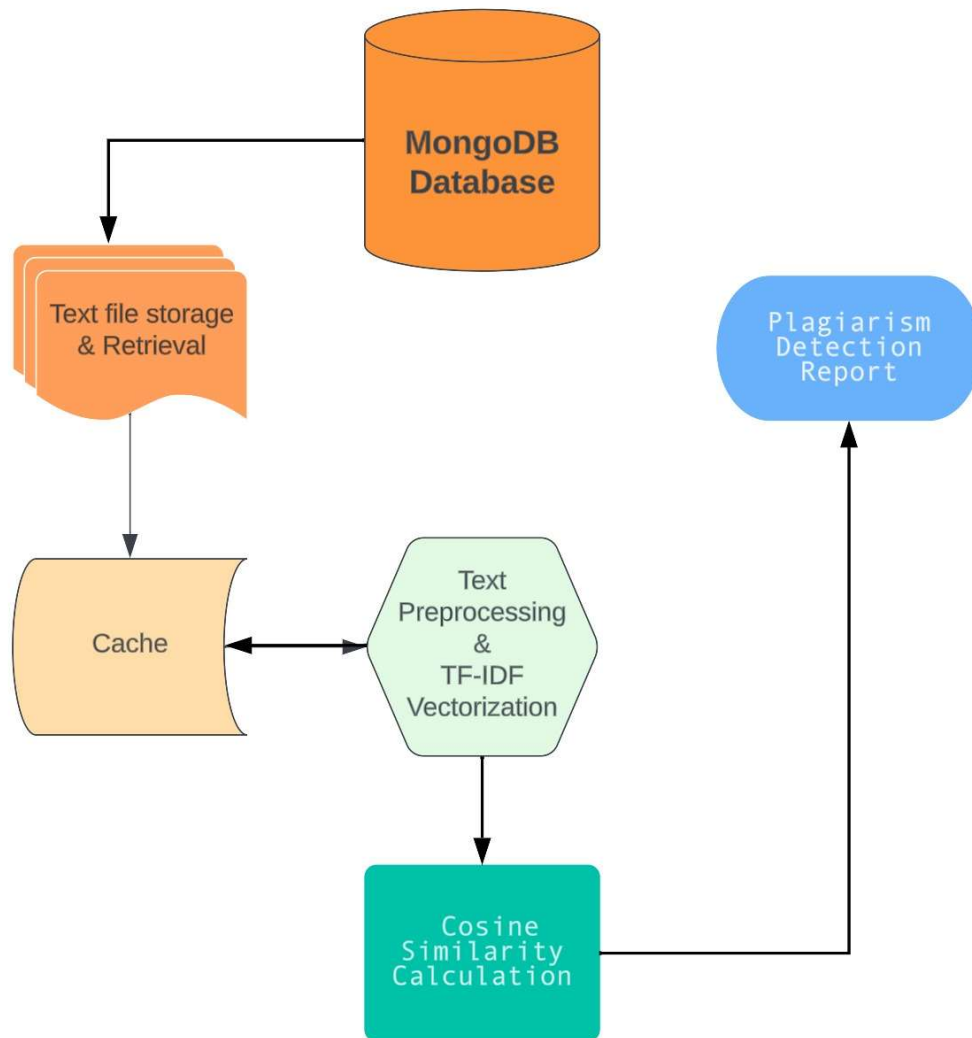 MongoDB
Database
Text file storage
& Retrieval
Plagiarism
Detection
Report
Cache
Text
Preprocessing
&
TF-IDF
Vectorization
Cosine
Similarity
Calculation